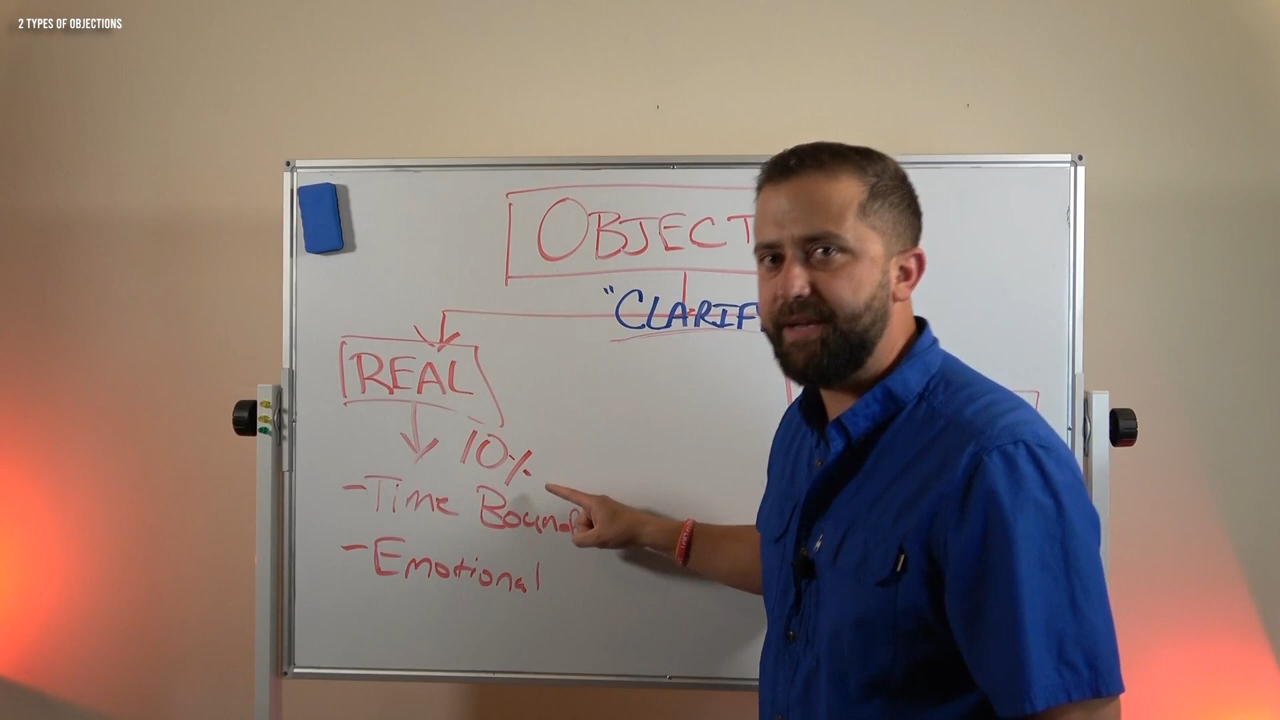 2 TYPES OF OBJECTIONS
OBJECT
"CLARIF
REAL
10%
-Time Bound
-Emotional